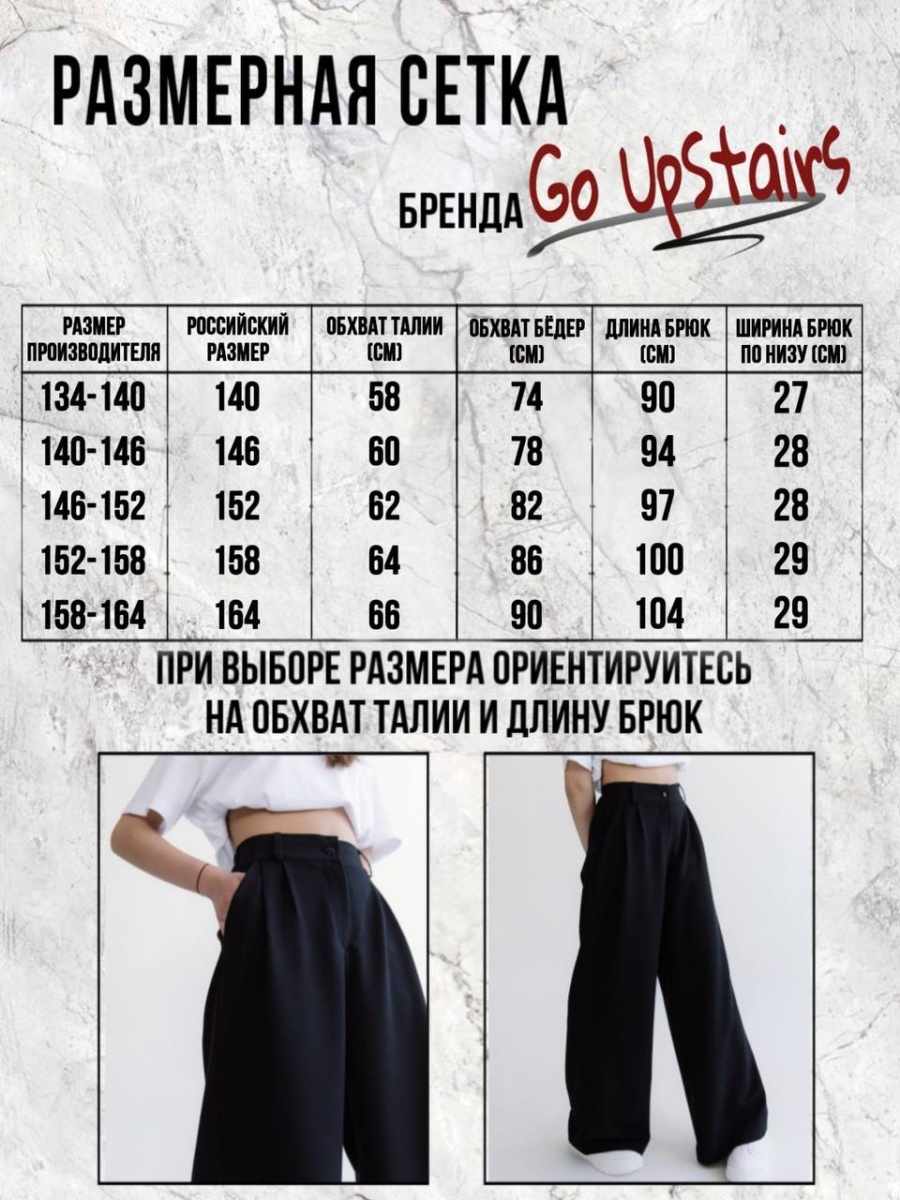 РАЗМЕРНАЯ СЕТКА
БРЕНДА Go Upstairs
РАЗМЕР ПРОИЗВОДИТЕЛЯ РОССИЙСКИЙ РАЗМЕР ОБХВАТ ТАЛИИ (СМ) ОБХВАТ БЁДЕР (СМ) ДЛИНА БРЮК (СМ) ШИРИНА БРЮК ПО НИЗУ (СМ)
134-140 140 58 74 90 27
140-146 146 60 78 94 28
146-152 152 62 82 97 28
152-158 158 64 86 100 29
158-164 164 66 90 104 29
ПРИ ВЫБОРЕ РАЗМЕРА ОРИЕНТИРУИТЕСЬ
НА ОБХВАТ ТАЛИИ И ДЛИНУ БРЮК